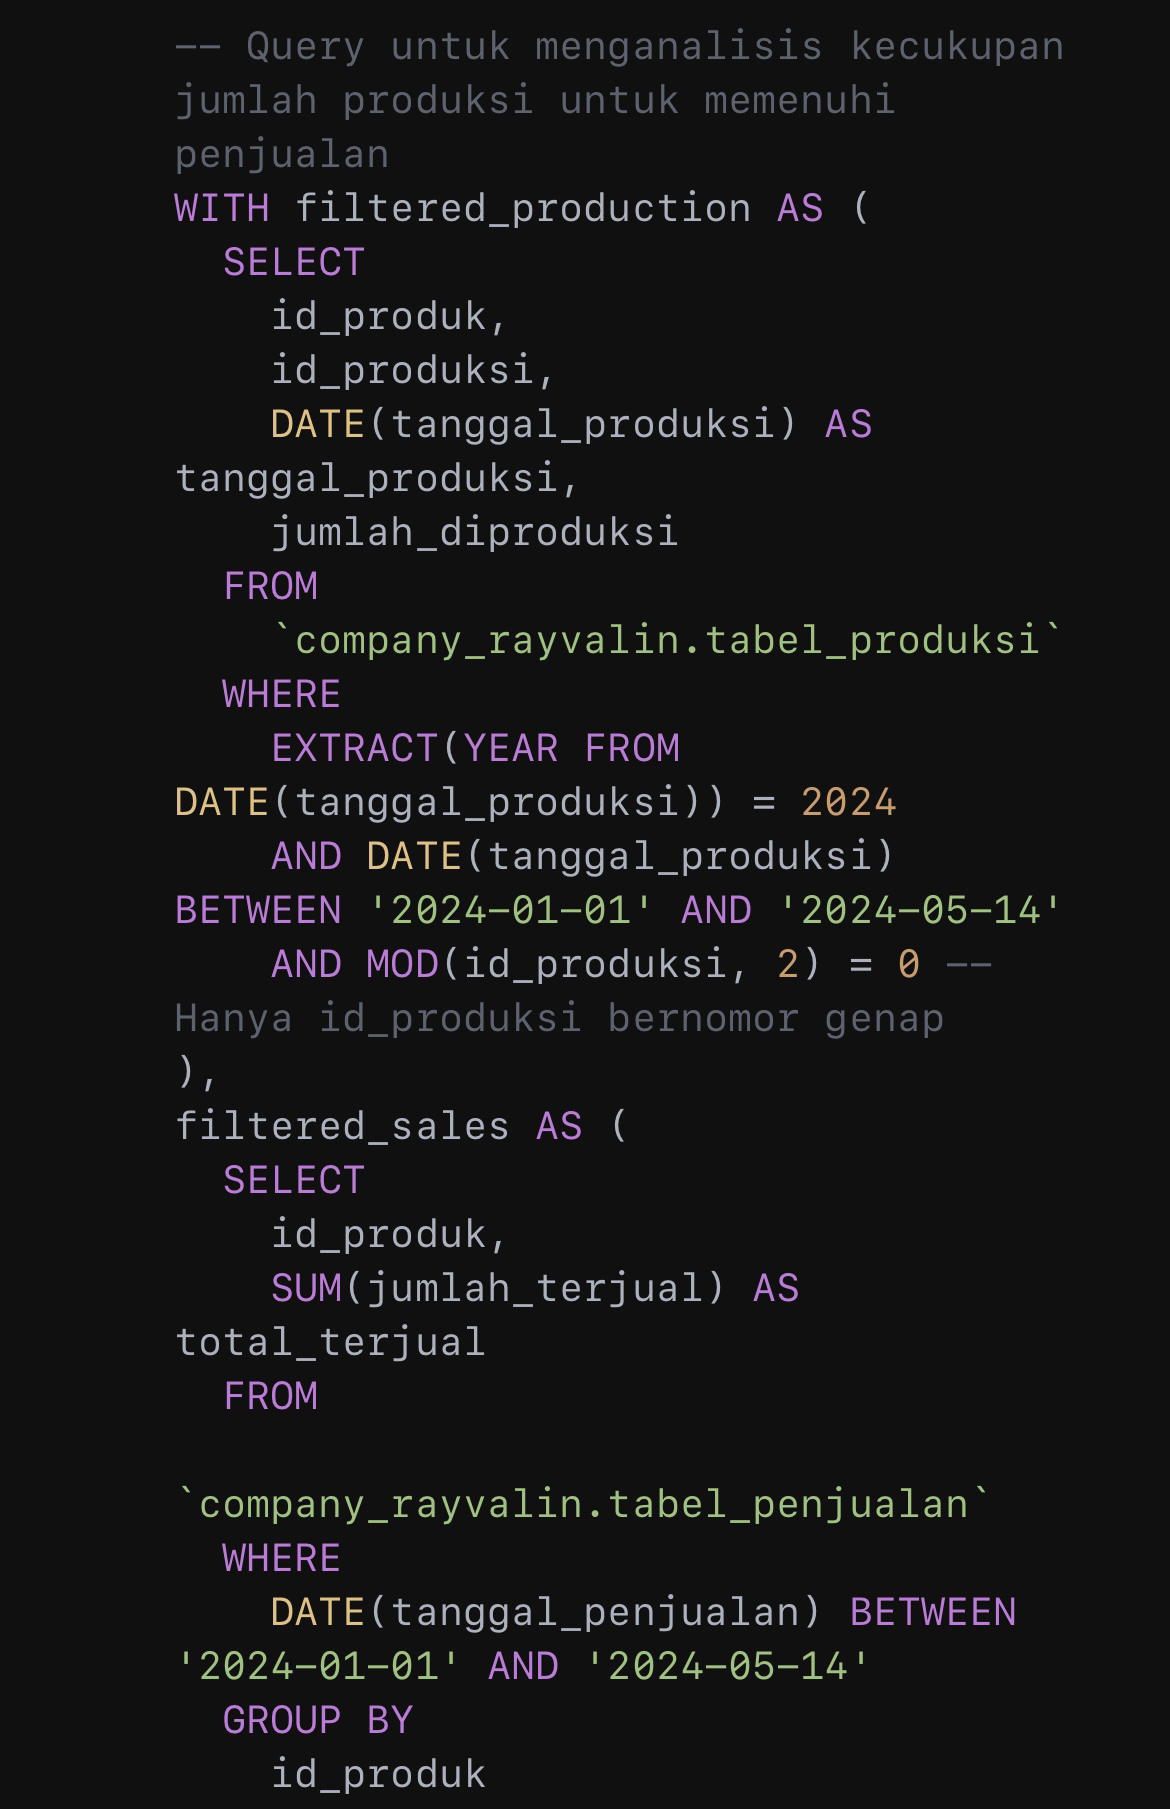 -- Query untuk menganalisis kecukupan
jumlah produksi untuk memenuhi
penjualan
WITH filtered_production AS (
  SELECT
    id_produk,
    id_produksi,
    DATE(tanggal_produksi) AS
tanggal_produksi,
    jumlah_diproduksi
  FROM
    `company_rayvalin.tabel_produksi`
  WHERE
    EXTRACT(YEAR FROM
DATE(tanggal_produksi)) = 2024
    AND DATE(tanggal_produksi)
BETWEEN '2024-01-01' AND '2024-05-14'
    AND MOD(id_produksi, 2) = 0 --
Hanya id_produksi bernomor genap
),
filtered_sales AS (
  SELECT
    id_produk,
    SUM(jumlah_terjual) AS
total_terjual
  FROM

`company_rayvalin.tabel_penjualan`
  WHERE
    DATE(tanggal_penjualan) BETWEEN
'2024-01-01' AND '2024-05-14'
  GROUP BY
    id_produk